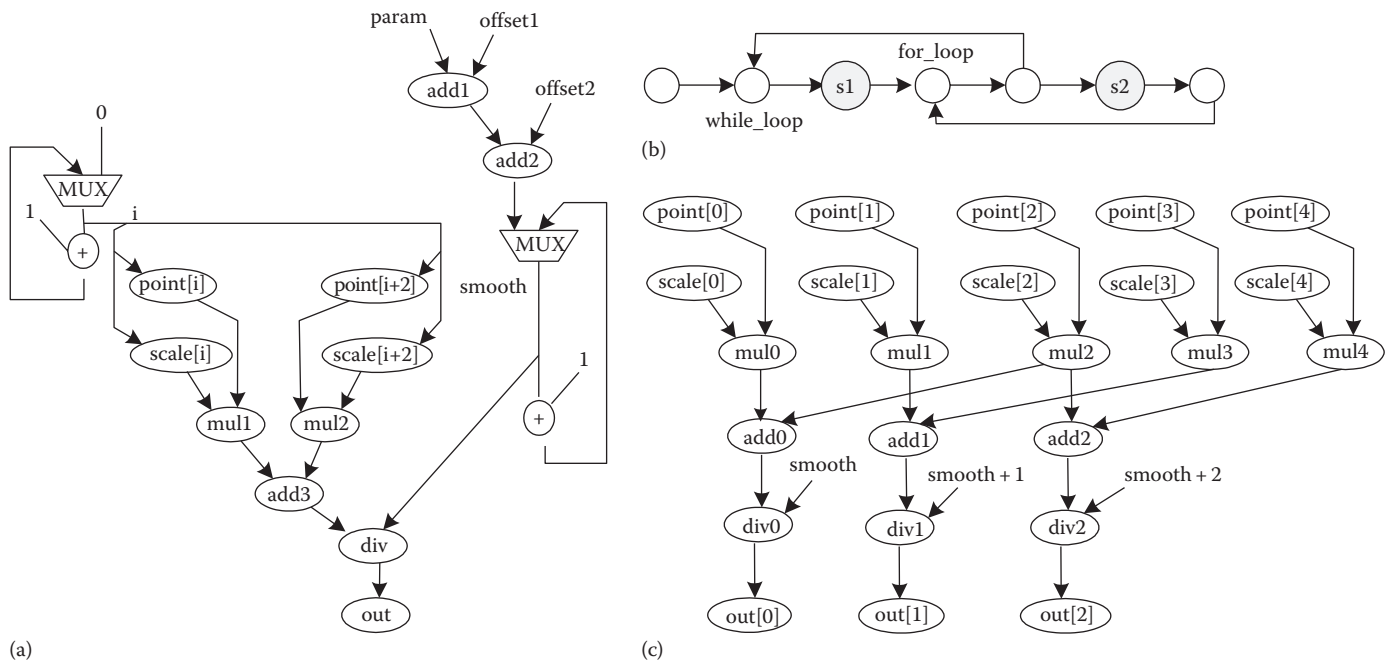 param
offset1
add1
offset2
add2
0
MUX
1
i
+
point[i]
point[i+2]
scale[i]
scale[i+2]
mul1
mul2
add3
smooth
MUX
1
+
div
out
(a)
for_loop
s1
s2
while_loop
(b)
point[0]
point[1]
point[2]
point[3]
point[4]
scale[0]
scale[1]
scale[2]
scale[3]
scale[4]
mul0
mul1
mul2
mul3
mul4
add0
add1
add2
smooth
smooth + 1
smooth + 2
div0
div1
div2
out[0]
out[1]
out[2]
(c)